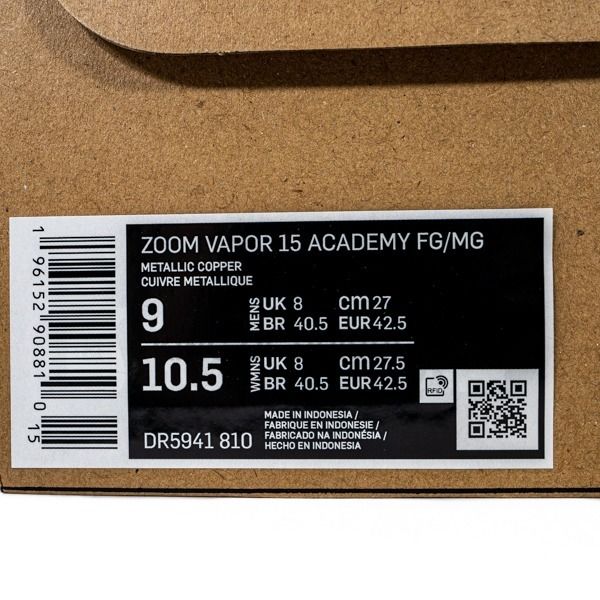 ZOOM VAPOR 15 ACADEMY FG/MG
METALLIC COPPER
CUIVRE METALLIQUE
9 MENS UK 8 cm 27
BR 40.5 EUR 42.5
10.5 WMNS UK 8 cm 27.5
BR 40.5 EUR 42.5
RFID
DR5941 810
MADE IN INDONESIA /
FABRIQUE EN INDONESIE /
FABRICADO NA INDONÉSIA /
HECHO EN INDONESIA
1 96152 90881 0 15